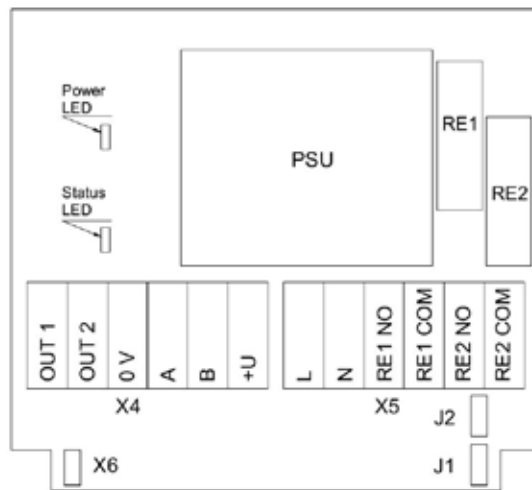 Power
LED
RE1
PSU
RE2
Status
LED
OUT 1
OUT 2
0 V
A
B
+U
L
N
RE1 NO
RE1 COM
RE2 NO
RE2 COM
X4
X5
J2
X6
J1